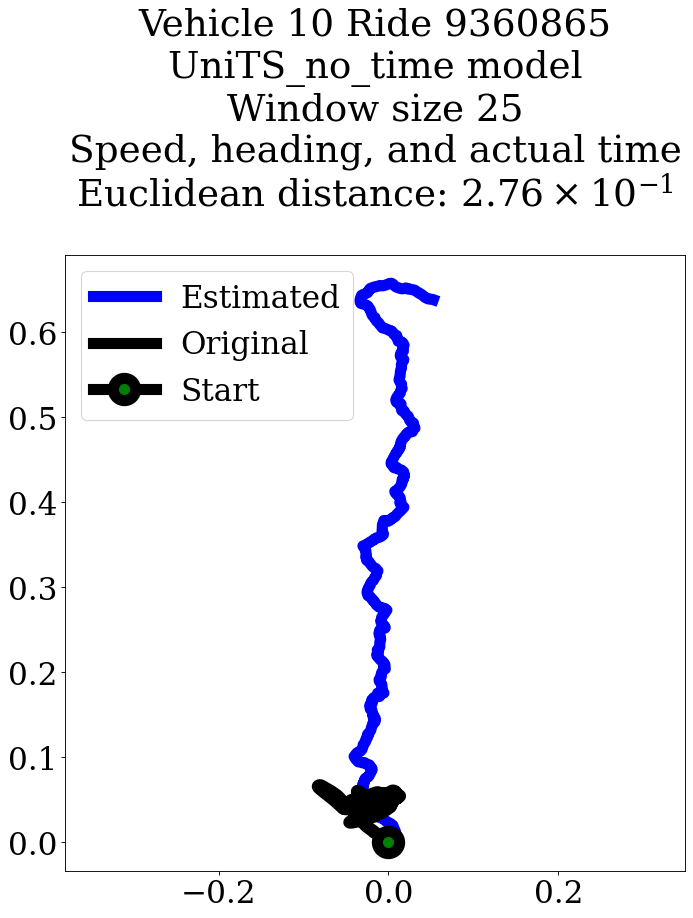 Vehicle 10 Ride 9360865
UniTS_no_time model
Window size 25
Speed, heading, and actual time
Euclidean distance: 2.76 × 10⁻¹
Estimated
Original
Start
0.6
0.5
0.4
0.3
0.2
0.1
0.0
−0.2
0.0
0.2